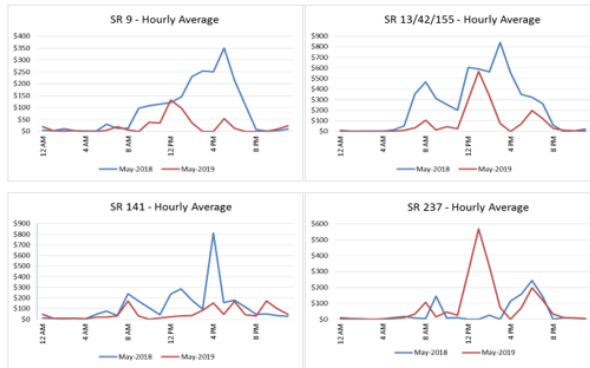 SR 9 - Hourly Average
$400
$350
$300
$250
$200
$150
$100
$50
$0
12 AM
4 AM
8 AM
12 PM
4 PM
8 PM
May-2018 May-2019
SR 13/42/155 - Hourly Average
$900
$800
$700
$600
$500
$400
$300
$200
$100
$0
12 AM
4 AM
8 AM
12 PM
4 PM
8 PM
May-2018 May-2019
SR 141 - Hourly Average
$900
$800
$700
$600
$500
$400
$300
$200
$100
$0
12 AM
4 AM
8 AM
12 PM
4 PM
8 PM
May-2018 May-2019
SR 237 - Hourly Average
$600
$500
$400
$300
$200
$100
$0
12 AM
4 AM
8 AM
12 PM
4 PM
8 PM
May-2018 May-2019